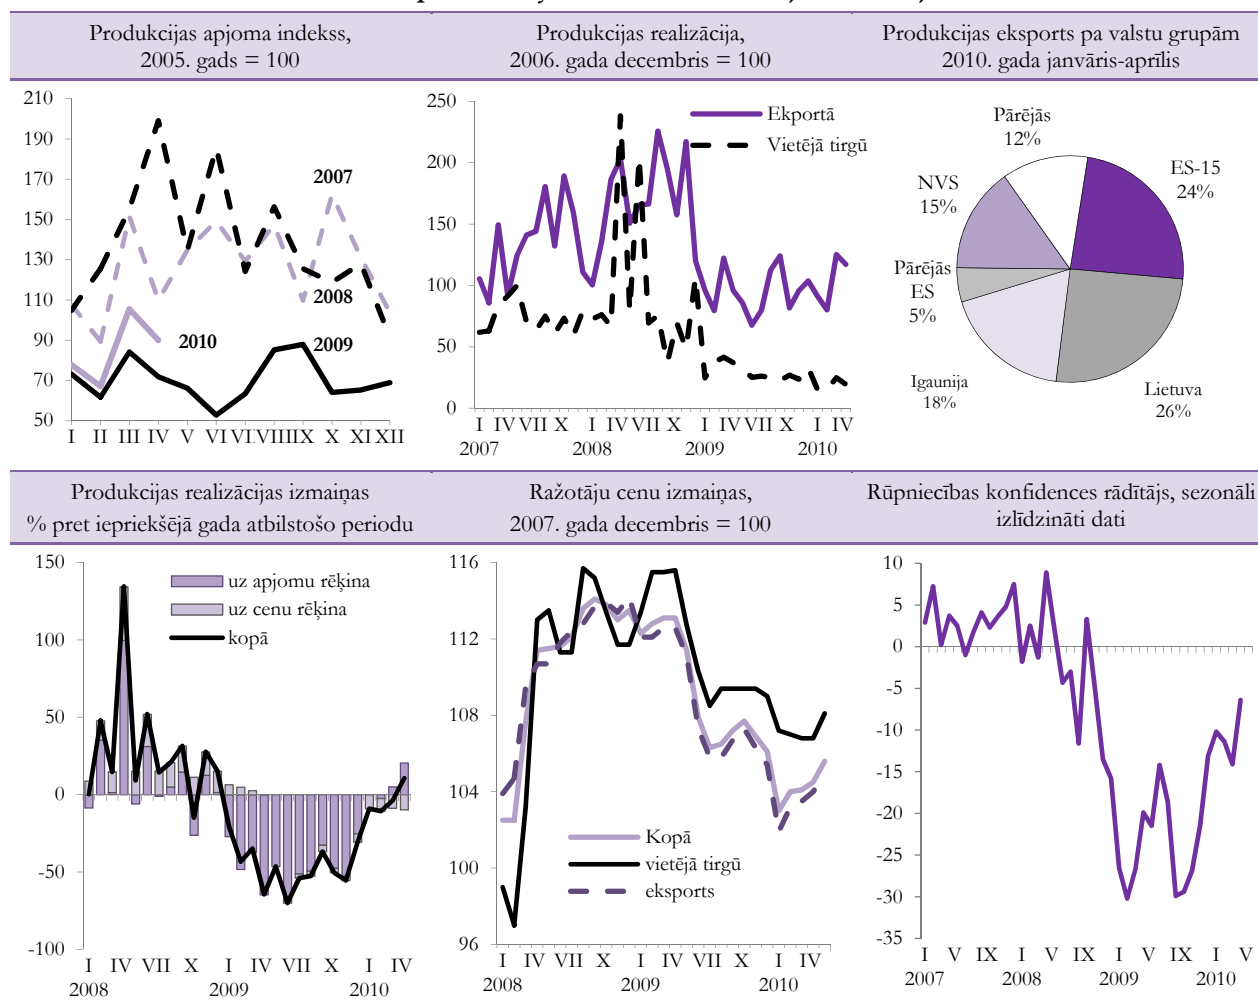 Produkcijas apjoma indekss,
2005. gads = 100
Produkcijas realizācija,
2006. gada decembris = 100
Produkcijas eksports pa valstu grupām
2010. gada janvāris-aprīlis
210
190
170
150
130
110
90
70
50
2007
2008
2010
2009
I II III IV V VI VII VIII IX X XI XII
250
200
150
100
50
0
Ekportā
Vietējā tirgū
I IV VII X I IV VII X I IV VII X I IV
2007 2008 2009 2010
Pārējās
12%
ES-15
24%
NVS
15%
Pārējās
ES
5%
Igaunija
18%
Lietuva
26%
Produkcijas realizācijas izmaiņas
% pret iepriekšējā gada atbilstošo periodu
Ražotāju cenu izmaiņas,
2007. gada decembris = 100
Rūpniecības konfidences rādītājs, sezonāli
izlīdzināti dati
150
100
50
0
-50
-100
uz apjomu rēķina
uz cenu rēķina
kopā
I IV VII X I IV VII X I IV
2008 2009 2010
116
112
108
104
100
96
Kopā
vietējā tirgū
eksports
I IV VII X I IV VII X I IV
2008 2009 2010
10
5
0
-5
-10
-15
-20
-25
-30
-35
I V IX I V IX I V IX I V
2007 2008 2009 2010